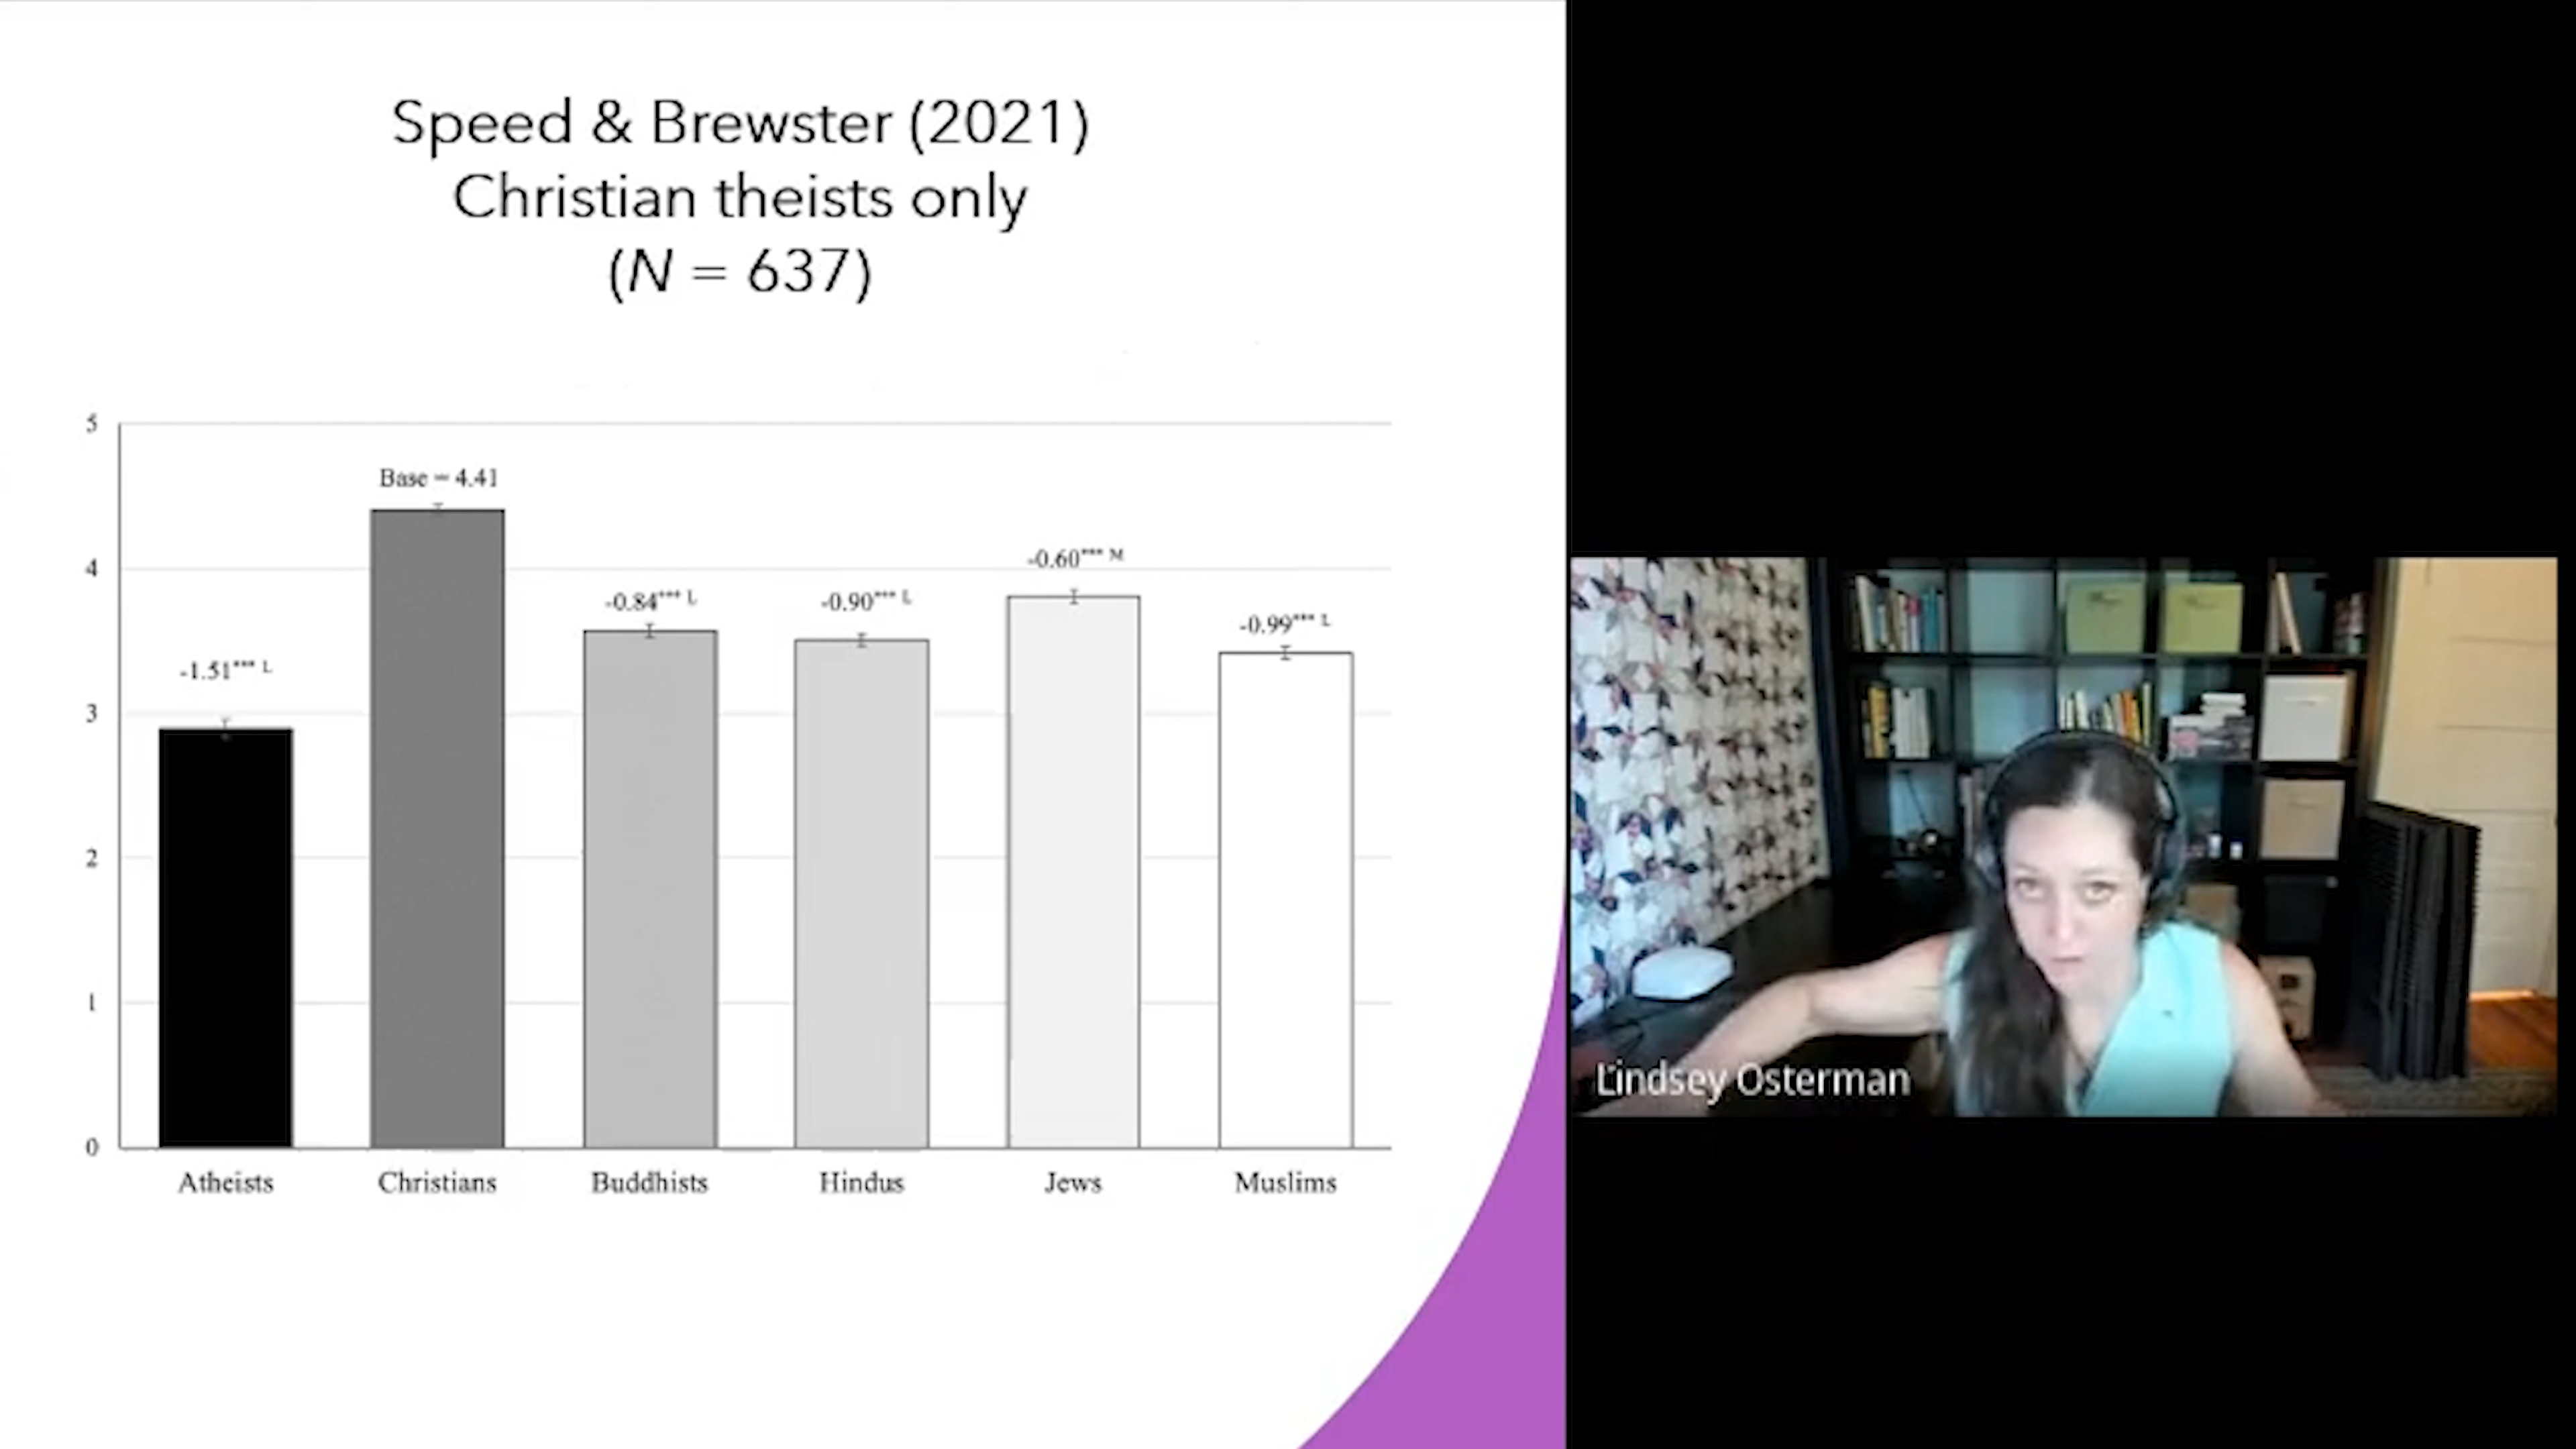 Speed & Brewster (2021)
Christian theists only
(N = 637)
5
4
3
2
1
0
Base = 4.41
-0.60*** M
-0.84*** L
-0.90*** L
-0.99*** L
-1.51*** L
Atheists Christians Buddhists Hindus Jews Muslims
Lindsey Osterman